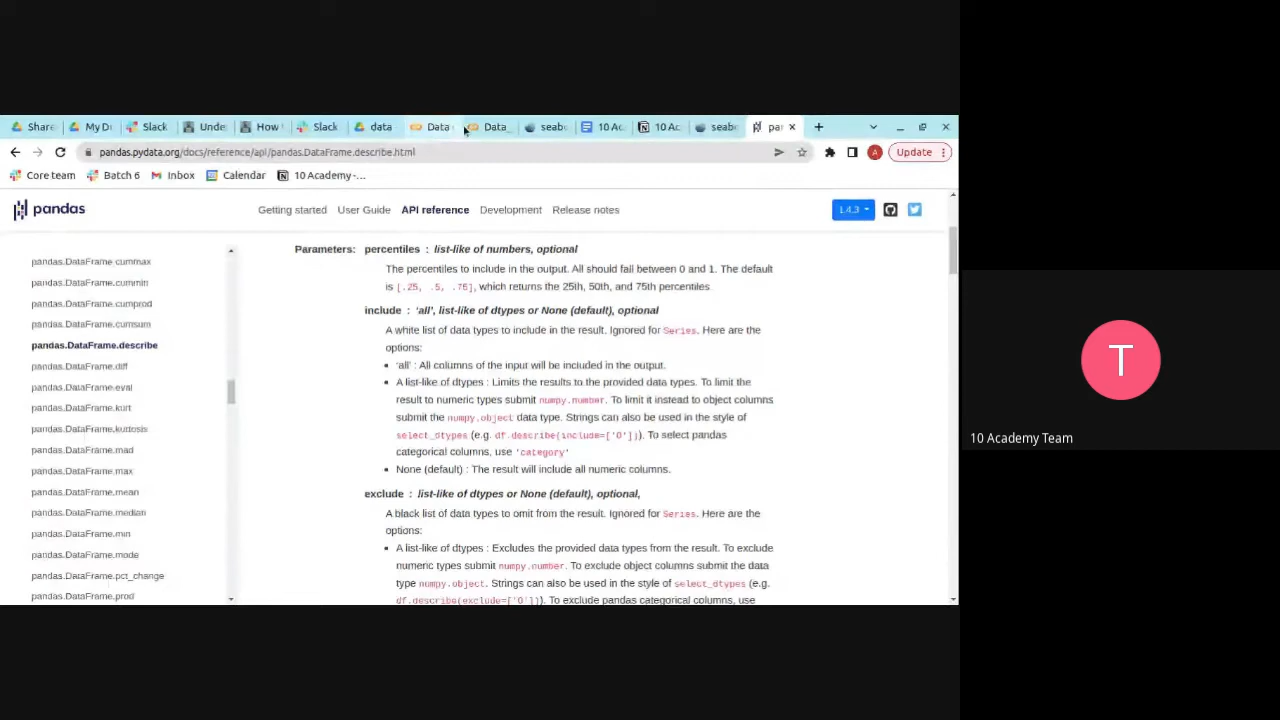 Share
My Di
Slack
Unde
How
Slack
data
Data
Data_
seab
10 Ac
10 Ac
seab
par
pandas.pydata.org/docs/reference/api/pandas.DataFrame.describe.html
A
Update
Core team
Batch 6
Inbox
Calendar
10 Academy -...
pandas
Getting started
User Guide
API reference
Development
Release notes
1.4.3
pandas.DataFrame.cummax
pandas.DataFrame.cummin
pandas.DataFrame.cumprod
pandas.DataFrame.cumsum
pandas.DataFrame.describe
pandas.DataFrame.diff
pandas.DataFrame.eval
pandas.DataFrame.kurt
pandas.DataFrame.kurtosis
pandas.DataFrame.mad
pandas.DataFrame.max
pandas.DataFrame.mean
pandas.DataFrame.median
pandas.DataFrame.min
pandas.DataFrame.mode
pandas.DataFrame.pct_change
pandas.DataFrame.prod
Parameters: percentiles : list-like of numbers, optional
The percentiles to include in the output. All should fall between 0 and 1. The default
is [.25, .5, .75], which returns the 25th, 50th, and 75th percentiles
include : 'all', list-like of dtypes or None (default), optional
A white list of data types to include in the result. Ignored for Series. Here are the
options:
• 'all' : All columns of the input will be included in the output.
• A list-like of dtypes : Limits the results to the provided data types. To limit the
result to numeric types submit numpy.number. To limit it instead to object columns
submit the numpy.object data type. Strings can also be used in the style of
select_dtypes (e.g. df.describe(include=['O'])). To select pandas
categorical columns, use 'category'
• None (default) : The result will include all numeric columns.
exclude : list-like of dtypes or None (default), optional,
A black list of data types to omit from the result. Ignored for Series. Here are the
options:
• A list-like of dtypes : Excludes the provided data types from the result. To exclude
numeric types submit numpy.number. To exclude object columns submit the data
type numpy.object. Strings can also be used in the style of select_dtypes (e.g.
df.describe(exclude=['O'])). To exclude pandas categorical columns, use
T
10 Academy Team